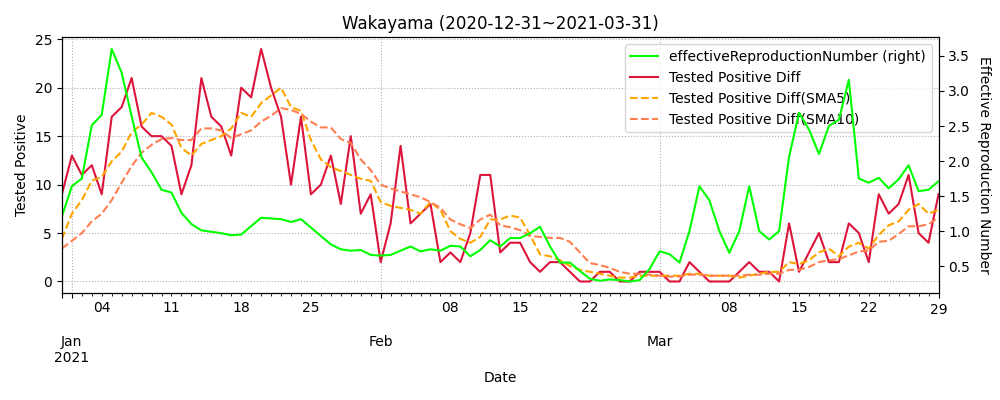 Wakayama (2020-12-31~2021-03-31)
effectiveReproductionNumber (right)
Tested Positive Diff
Tested Positive Diff(SMA5)
Tested Positive Diff(SMA10)
Tested Positive
25
20
15
10
5
0
Effective Reproduction Number
3.5
3.0
2.5
2.0
1.5
1.0
0.5
04 11 18 25 08 15 22 08 15 22 29
Jan Feb Mar
2021
Date